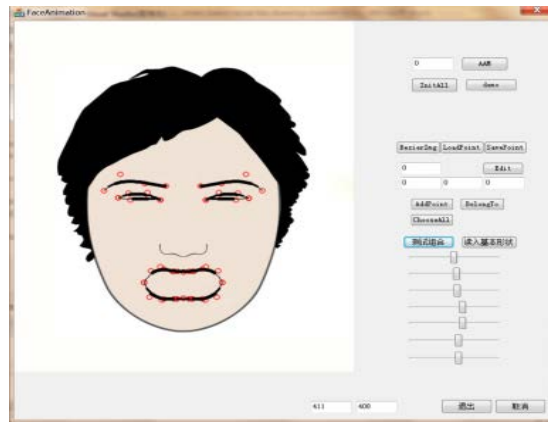 FaceAnimation
0 AAM
InitAll demo
BezierImg LoadPoint SavePoint
0 Edit
0 0 0
AddPoint BelongTo
ChooseAll
测试组合 读入基本形状
411 600 退出 取消